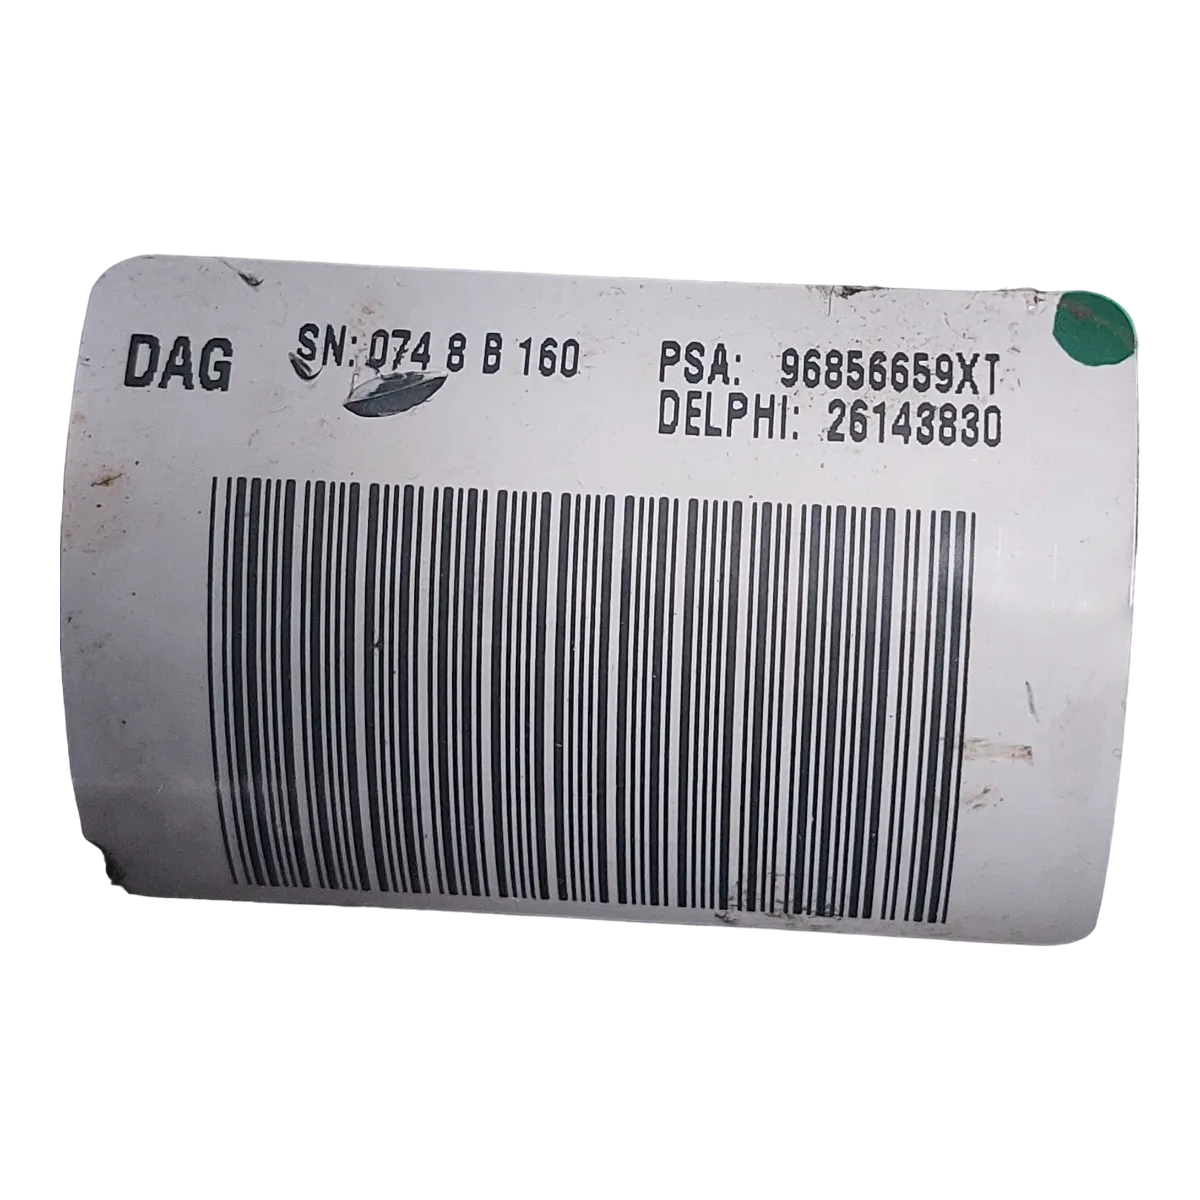 DAG SN: 074 8 B 160 PSA: 96856659XT
DELPHI: 26143830